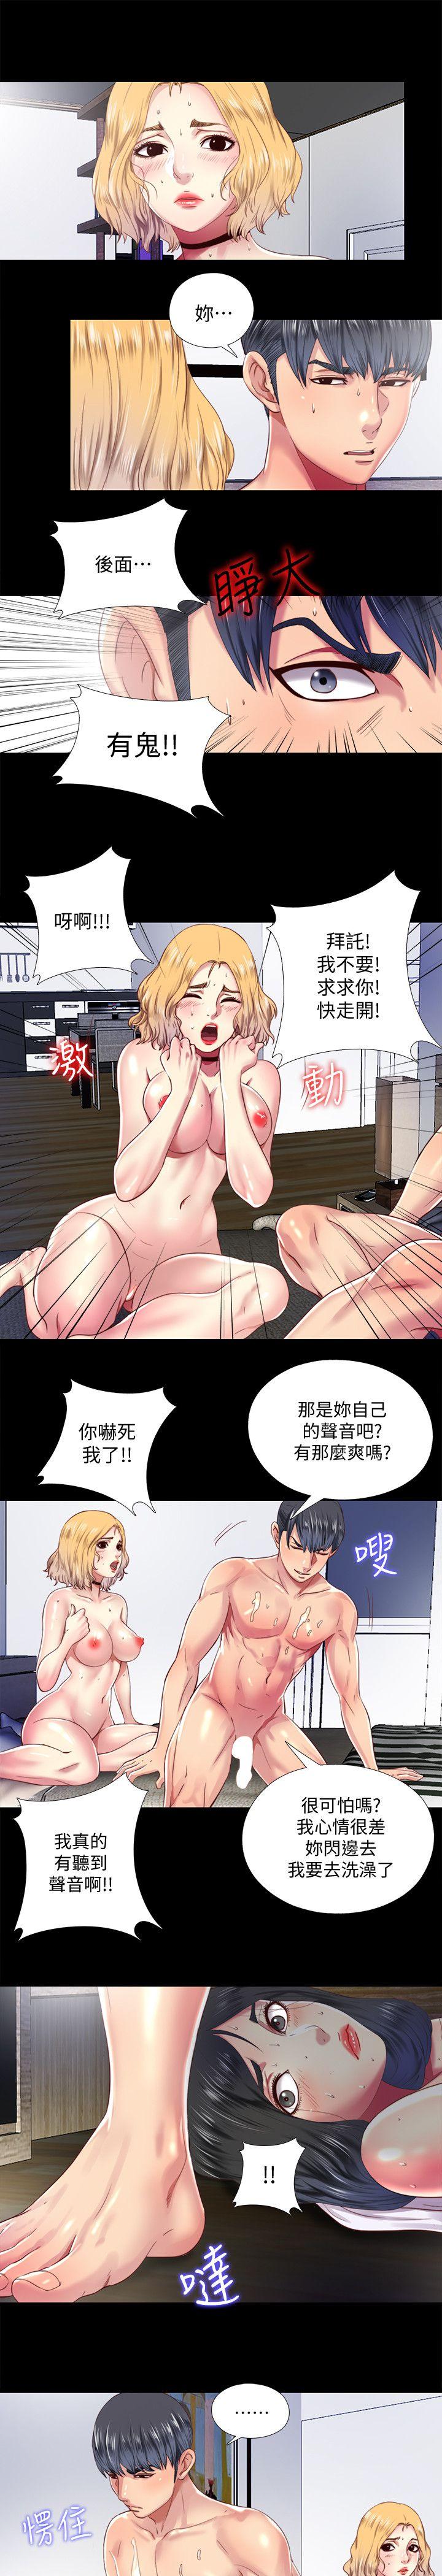 妳…
後面…
睜大
有鬼!!
呀啊!!!
拜託!
我不要!
求求你!
快走開!
激
動
你嚇死
我了!!
那是妳自己
的聲音吧?
有那麼爽嗎?
嗖
我真的
有聽到
聲音啊!!
很可怕嗎?
我心情很差
妳閃邊去
我要去洗澡了
!!
噠
……
愣住